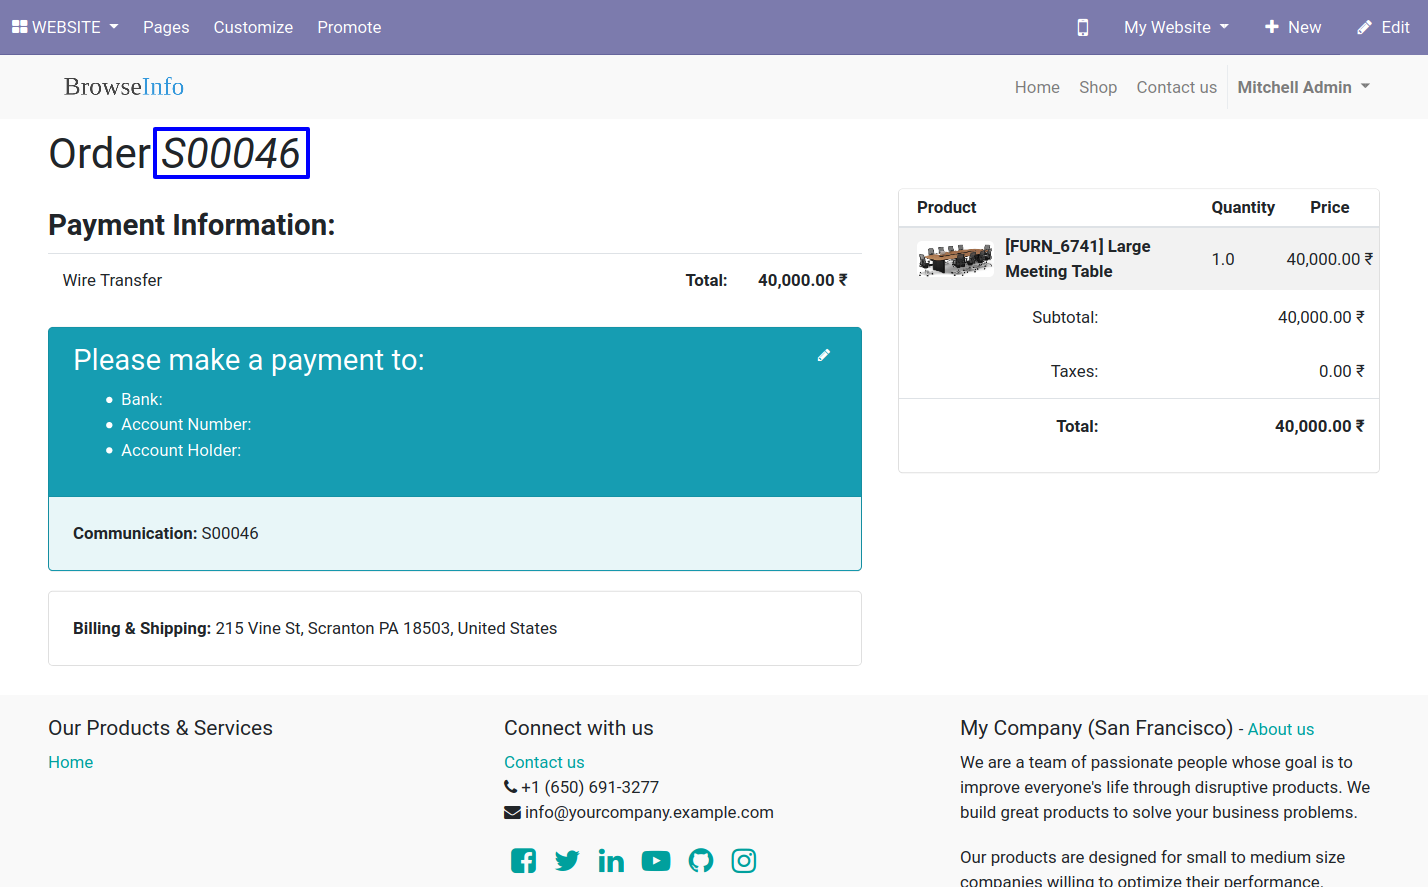 WEBSITE Pages Customize Promote My Website New Edit
BrowseInfo Home Shop Contact us Mitchell Admin
Order S00046
Payment Information:
Wire Transfer Total: 40,000.00 ₹
Please make a payment to:
Bank:
Account Number:
Account Holder:
Communication: S00046
Billing & Shipping: 215 Vine St, Scranton PA 18503, United States
Product Quantity Price
[FURN_6741] Large
Meeting Table 1.0 40,000.00 ₹
Subtotal: 40,000.00 ₹
Taxes: 0.00 ₹
Total: 40,000.00 ₹
Our Products & Services
Home
Connect with us
Contact us
+1 (650) 691-3277
info@yourcompany.example.com
My Company (San Francisco) - About us
We are a team of passionate people whose goal is to
improve everyone's life through disruptive products. We
build great products to solve your business problems.
Our products are designed for small to medium size
companies willing to optimize their performance.